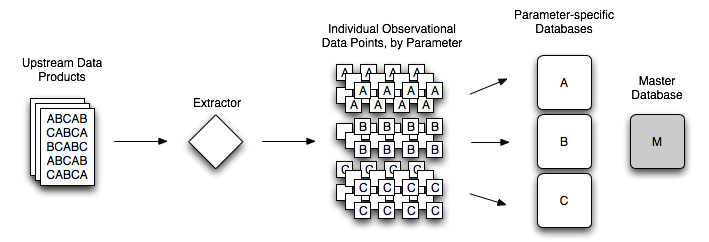 Upstream Data
Products
ABCAB
CABCA
BCABC
ABCAB
CABCA
Extractor
Individual Observational
Data Points, by Parameter
A A A A
A A A A
A A A A
B B B B
B B B B
C C C C
C C C C
C C C C
Parameter-specific
Databases
A
B
C
Master
Database
M